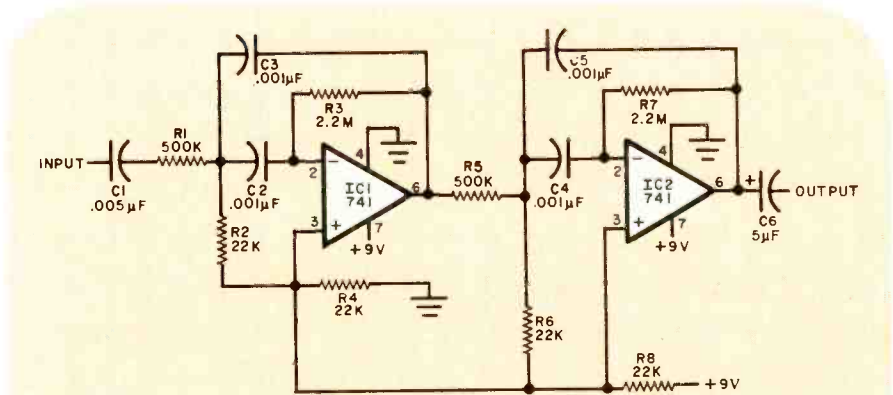 C3
.001µF
C5
.001µF
R3
2.2M
R7
2.2M
R1
500K
INPUT
C1
.005µF
C2
.001µF
2
4
IC1
741
6
3
7
+9V
R5
500K
C4
.001µF
2
4
IC2
741
6
3
7
+9V
+
C6
5µF
OUTPUT
R2
22K
R4
22K
R6
22K
R8
22K
+9V